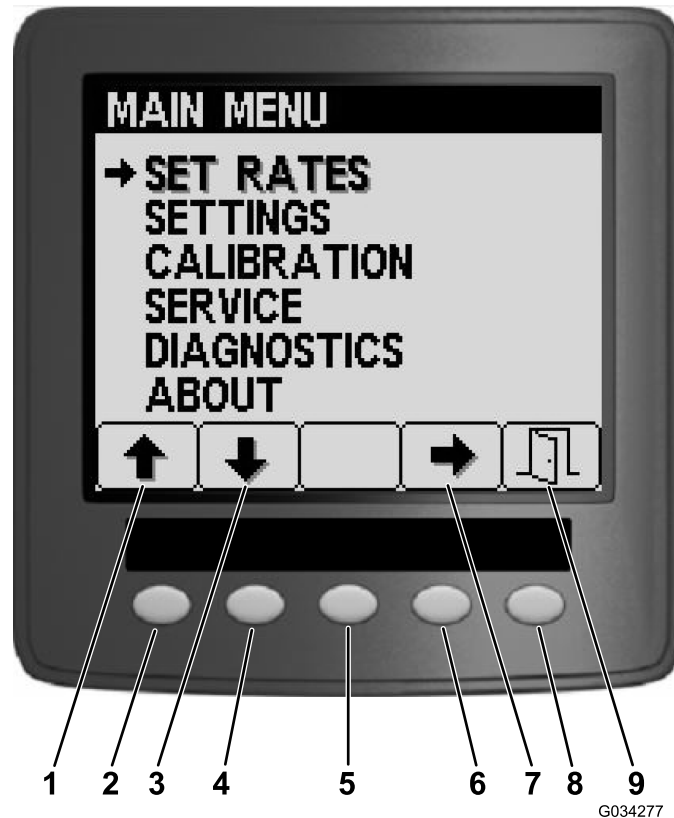 MAIN MENU
SET RATES
SETTINGS
CALIBRATION
SERVICE
DIAGNOSTICS
ABOUT
1 2 3 4 5 6 7 8 9
G034277